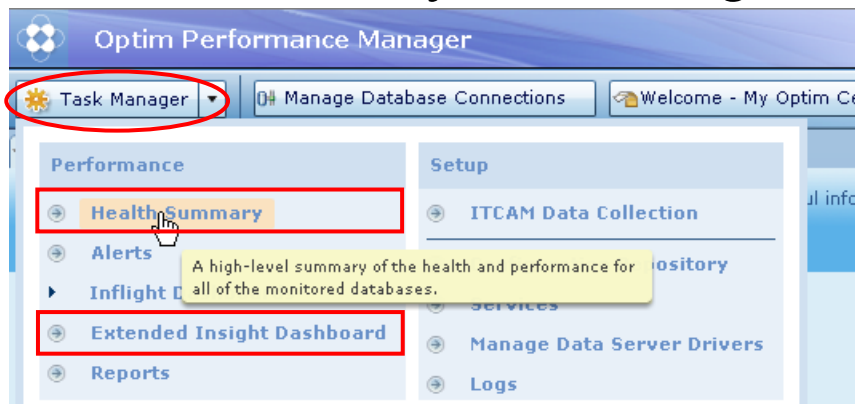 Optim Performance Manager
Task Manager
Manage Database Connections
Welcome - My Optim
Performance
Health Summary
Alerts
Inflight
Extended Insight Dashboard
Reports
Setup
ITCAM Data Collection
Services
Manage Data Server Drivers
Logs
A high-level summary of the health and performance for
all of the monitored databases.